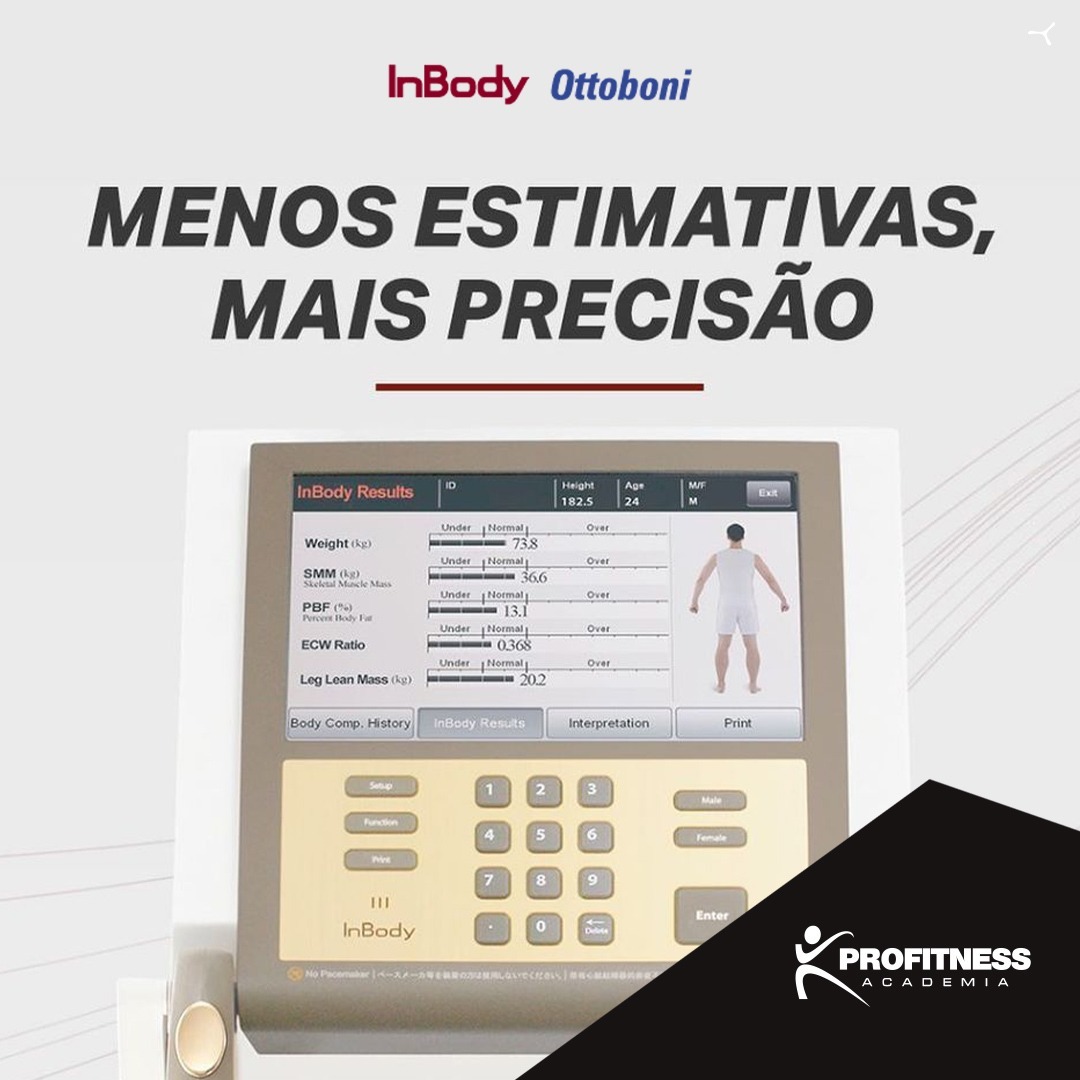 InBody Ottoboni
MENOS ESTIMATIVAS,
MAIS PRECISÃO
InBody Results ID Height 182.5 Age 24 M/F M Exit
Under Normal Over
Weight (kg) 73.8
Under Normal Over
SMM (kg) 36.6
Skeletal Muscle Mass
Under Normal Over
PBF (%) 13.1
Percent Body Fat
Under Normal Over
ECW Ratio 0.368
Under Normal Over
Leg Lean Mass (kg) 20.2
Body Comp. History InBody Results Interpretation Print
Setup 1 2 3 Male
Function 4 5 6 Female
Print 7 8 9
InBody . 0 Delete Enter
No Pacemaker
PROFITNESS
ACADEMIA